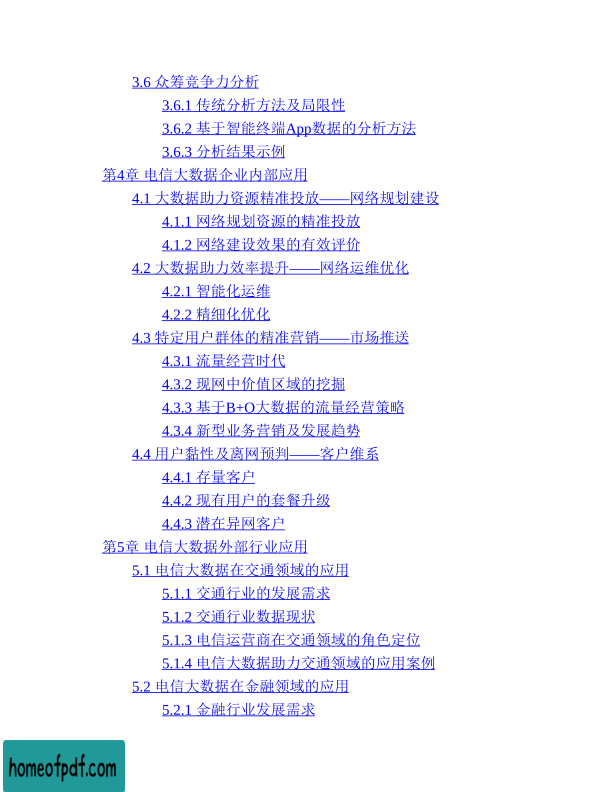 3.6 众筹竞争力分析
3.6.1 传统分析方法及局限性
3.6.2 基于智能终端App数据的分析方法
3.6.3 分析结果示例
第4章 电信大数据企业内部应用
4.1 大数据助力资源精准投放——网络规划建设
4.1.1 网络规划资源的精准投放
4.1.2 网络建设效果的有效评价
4.2 大数据助力效率提升——网络运维优化
4.2.1 智能化运维
4.2.2 精细化优化
4.3 特定用户群体的精准营销——市场推送
4.3.1 流量经营时代
4.3.2 现网中价值区域的挖掘
4.3.3 基于B+O大数据的流量经营策略
4.3.4 新型业务营销及发展趋势
4.4 用户黏性及离网预判——客户维系
4.4.1 存量客户
4.4.2 现有用户的套餐升级
4.4.3 潜在异网客户
第5章 电信大数据外部行业应用
5.1 电信大数据在交通领域的应用
5.1.1 交通行业的发展需求
5.1.2 交通行业数据现状
5.1.3 电信运营商在交通领域的角色定位
5.1.4 电信大数据助力交通领域的应用案例
5.2 电信大数据在金融领域的应用
5.2.1 金融行业发展需求
homeofpdf.com